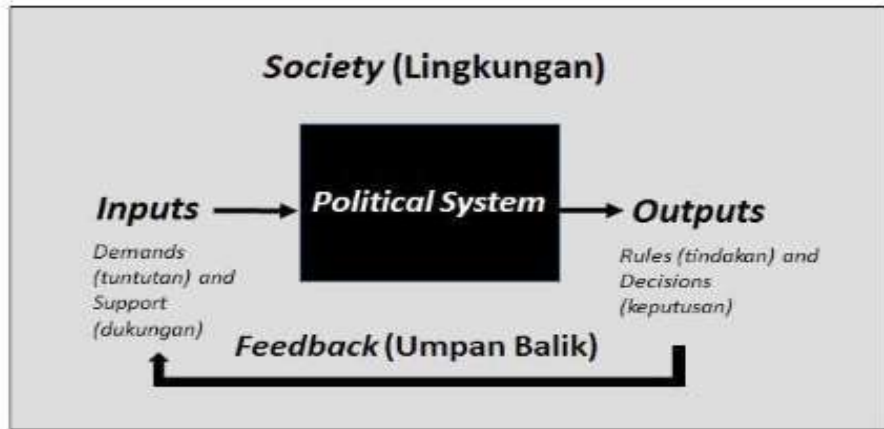 Society (Lingkungan)
Political System
Inputs
Demands
(tuntutan) and
Support
(dukungan)
Outputs
Rules (tindakan) and
Decisions
(keputusan)
Feedback (Umpan Balik)